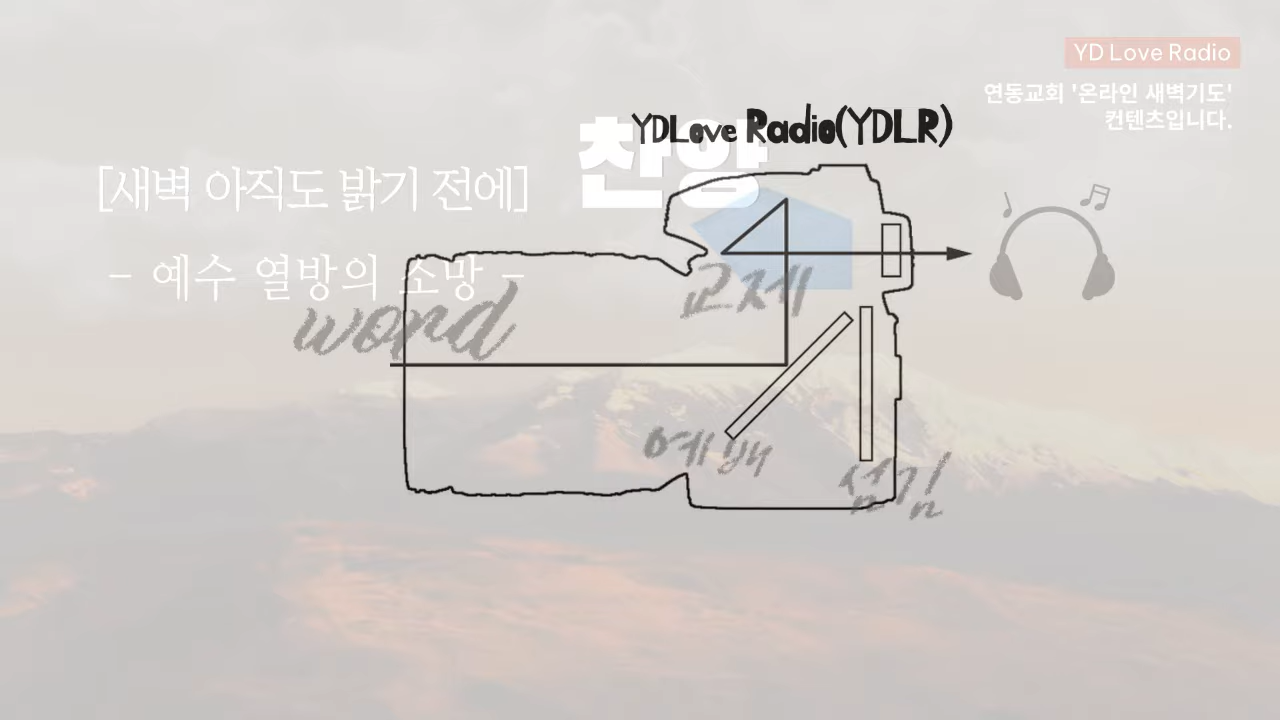 YD Love Radio
연동교회 '온라인 새벽기도'
컨텐츠입니다.
YDLove Radio(YDLR)
찬양
[새벽 아직도 밝기 전에]
- 예수 열방의 소망 -
교제
word
예배
섬김